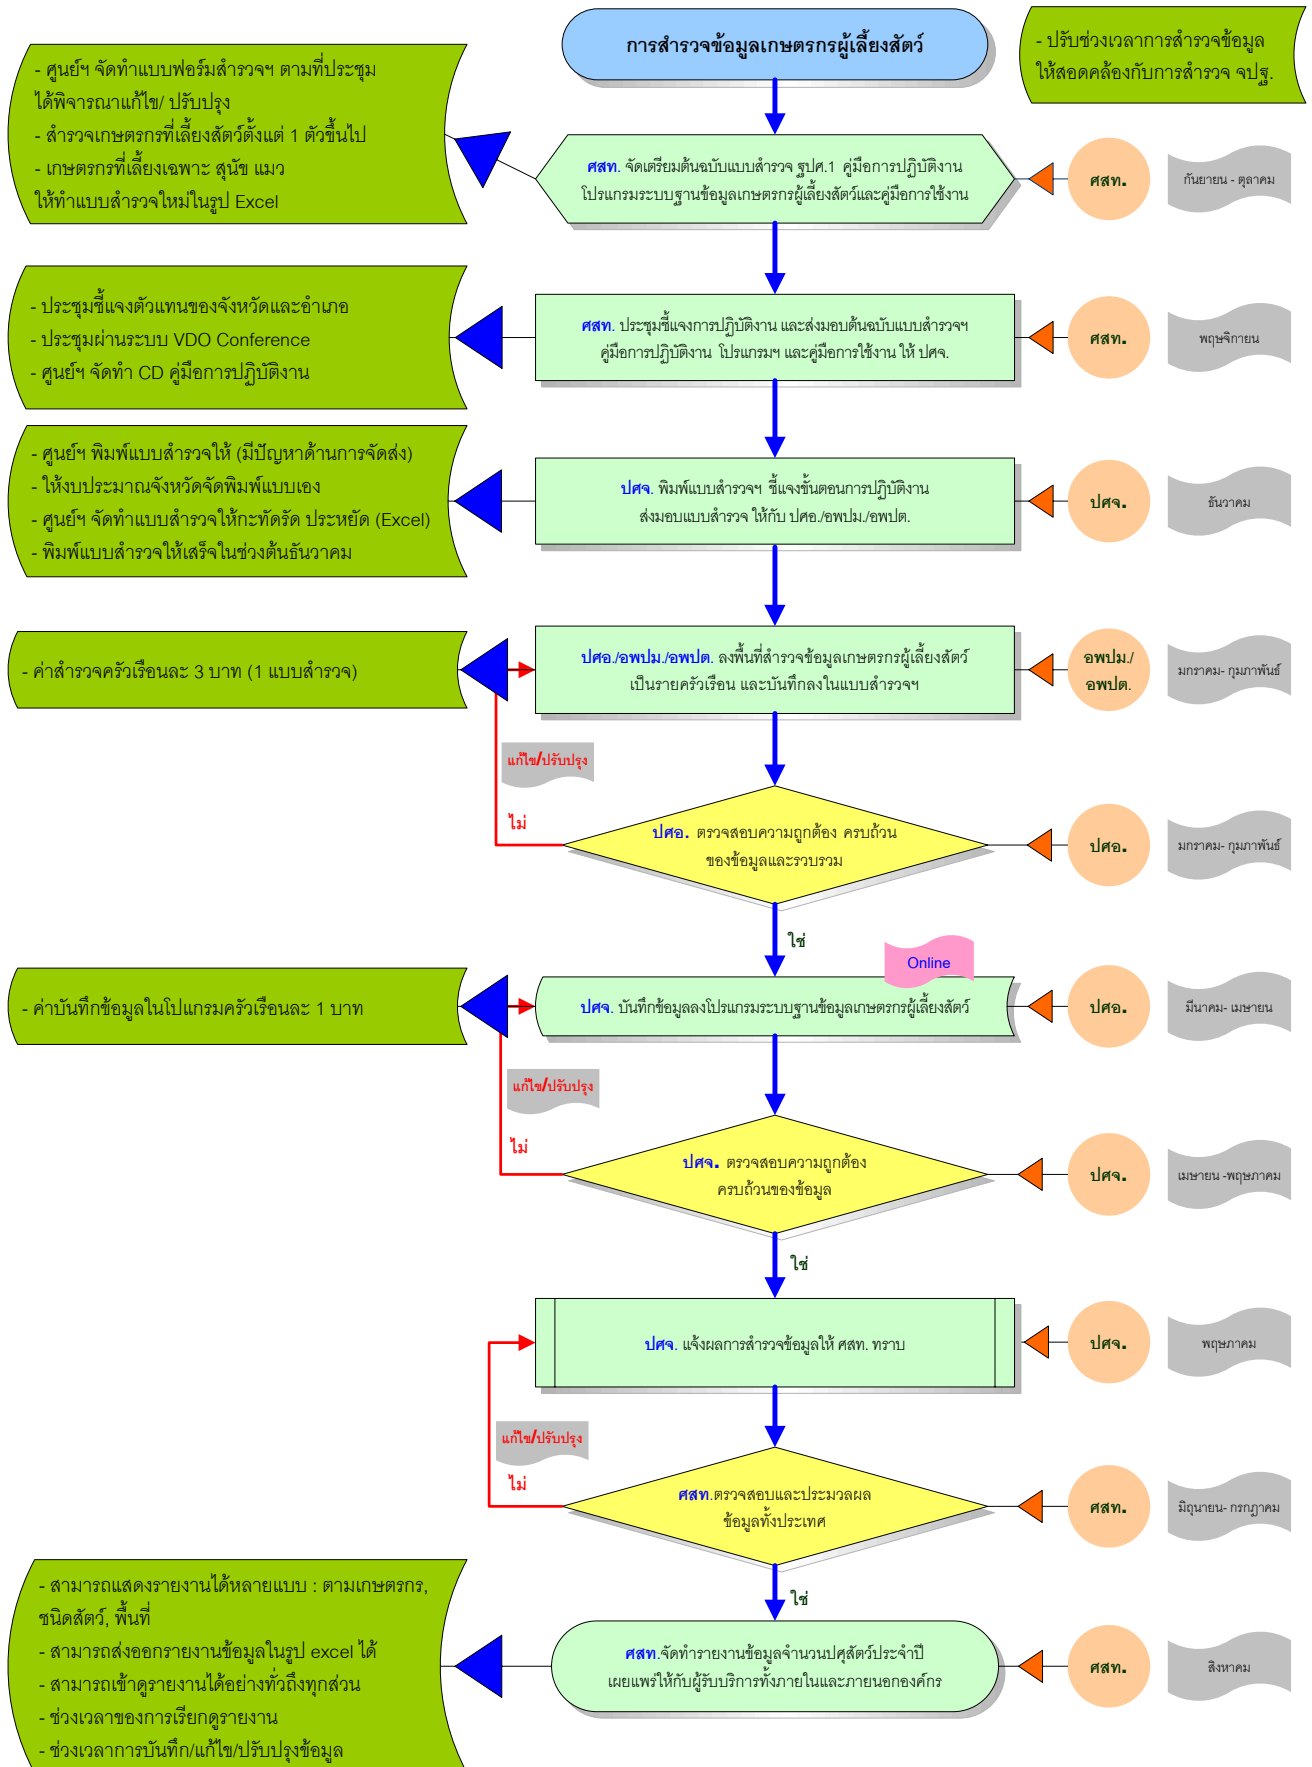 การสำรวจข้อมูลเกษตรกรผู้เลี้ยงสัตว์
- ปรับช่วงเวลาการสำรวจข้อมูล
ให้สอดคล้องกับการสำรวจ จปฐ.
- ศูนย์ฯ จัดทำแบบฟอร์มสำรวจฯ ตามที่ประชุม
ได้พิจารณาแก้ไข/ ปรับปรุง
- สำรวจเกษตรกรที่เลี้ยงสัตว์ตั้งแต่ 1 ตัวขึ้นไป
- เกษตรกรที่เลี้ยงเฉพาะ สุนัข แมว
ให้ทำแบบสำรวจใหม่ในรูป Excel
ศสท. จัดเตรียมต้นฉบับแบบสำรวจ ฐปศ.1 คู่มือการปฏิบัติงาน
โปรแกรมระบบฐานข้อมูลเกษตรกรผู้เลี้ยงสัตว์และคู่มือการใช้งาน
ศสท.
กันยายน - ตุลาคม
- ประชุมชี้แจงตัวแทนของจังหวัดและอำเภอ
- ประชุมผ่านระบบ VDO Conference
- ศูนย์ฯ จัดทำ CD คู่มือการปฏิบัติงาน
ศสท. ประชุมชี้แจงการปฏิบัติงาน และส่งมอบต้นฉบับแบบสำรวจฯ
คู่มือการปฏิบัติงาน โปรแกรมฯ และคู่มือการใช้งาน ให้ ปศจ.
ศสท.
พฤษจิกายน
- ศูนย์ฯ พิมพ์แบบสำรวจให้ (มีปัญหาด้านการจัดส่ง)
- ให้งบประมาณจังหวัดจัดพิมพ์แบบเอง
- ศูนย์ฯ จัดทำแบบสำรวจให้กะทัดรัด ประหยัด (Excel)
- พิมพ์แบบสำรวจให้เสร็จในช่วงต้นธันวาคม
ปศจ. พิมพ์แบบสำรวจฯ ชี้แจงขั้นตอนการปฏิบัติงาน
ส่งมอบแบบสำรวจ ให้กับ ปศอ./อพปม./อพปต.
ปศจ.
ธันวาคม
- ค่าสำรวจครัวเรือนละ 3 บาท (1 แบบสำรวจ)
ปศอ./อพปม./อพปต. ลงพื้นที่สำรวจข้อมูลเกษตรกรผู้เลี้ยงสัตว์
เป็นรายครัวเรือน และบันทึกลงในแบบสำรวจฯ
อพปม./
อพปต.
มกราคม- กุมภาพันธ์
แก้ไข/ปรับปรุง
ไม่
ปศอ. ตรวจสอบความถูกต้อง ครบถ้วน
ของข้อมูลและรวบรวม
ปศอ.
มกราคม- กุมภาพันธ์
ใช่
Online
- ค่าบันทึกข้อมูลในโปแกรมครัวเรือนละ 1 บาท
ปศจ. บันทึกข้อมูลลงโปรแกรมระบบฐานข้อมูลเกษตรกรผู้เลี้ยงสัตว์
ปศอ.
มีนาคม- เมษายน
แก้ไข/ปรับปรุง
ไม่
ปศจ. ตรวจสอบความถูกต้อง
ครบถ้วนของข้อมูล
ปศจ.
เมษายน -พฤษภาคม
ใช่
ปศจ. แจ้งผลการสำรวจข้อมูลให้ ศสท. ทราบ
ปศจ.
พฤษภาคม
แก้ไข/ปรับปรุง
ไม่
ศสท.ตรวจสอบและประมวลผล
ข้อมูลทั้งประเทศ
ศสท.
มิถุนายน- กรกฎาคม
ใช่
- สามารถแสดงรายงานได้หลายแบบ : ตามเกษตรกร,
ชนิดสัตว์, พื้นที่
- สามารถส่งออกรายงานข้อมูลในรูป excel ได้
- สามารถเข้าดูรายงานได้อย่างทั่วถึงทุกส่วน
- ช่วงเวลาของการเรียกดูรายงาน
- ช่วงเวลาการบันทึก/แก้ไข/ปรับปรุงข้อมูล
ศสท.จัดทำรายงานข้อมูลจำนวนปศุสัตว์ประจำปี
เผยแพร่ให้กับผู้รับบริการทั้งภายในและภายนอกองค์กร
ศสท.
สิงหาคม